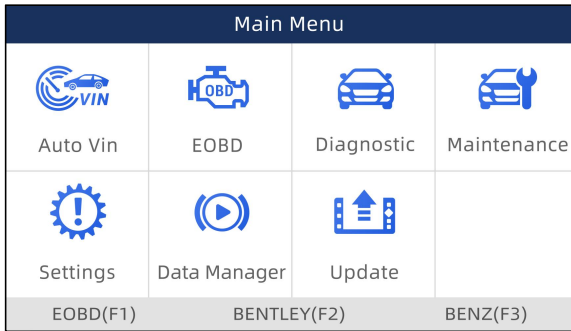 Main Menu
VIN
OBD
Auto Vin
EOBD
Diagnostic
Maintenance
Settings
Data Manager
Update
EOBD(F1)
BENTLEY(F2)
BENZ(F3)